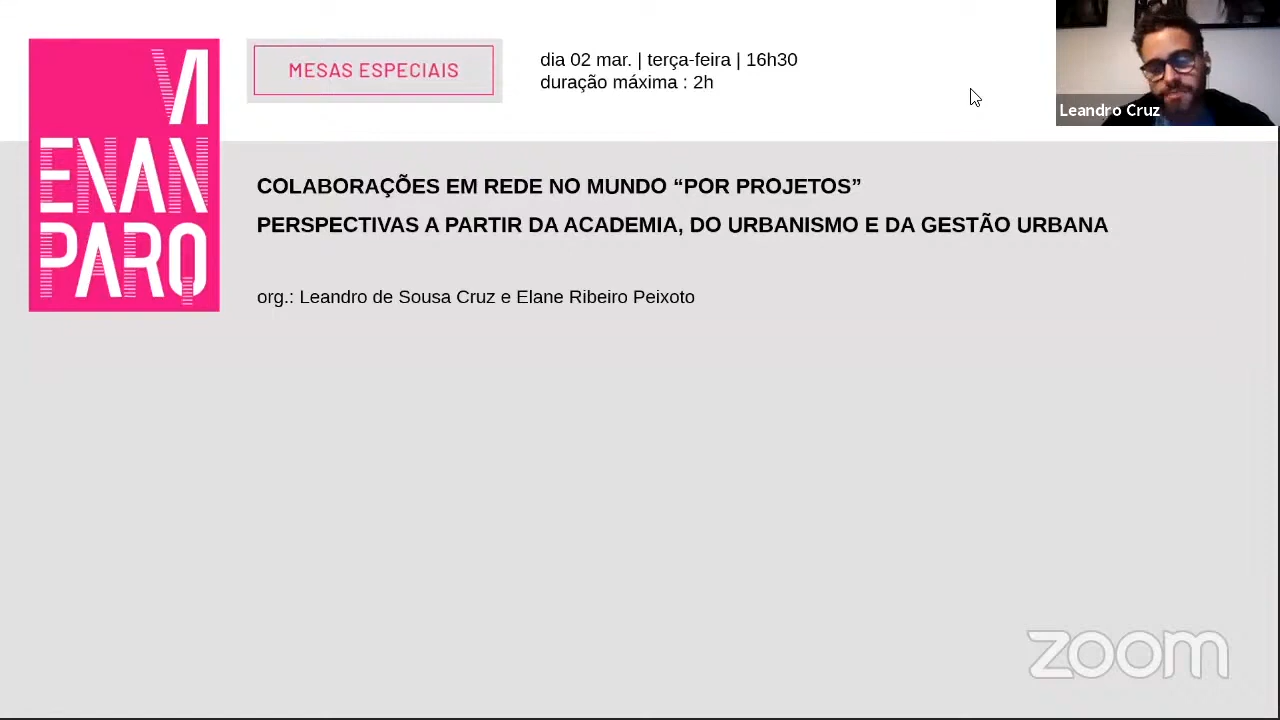 VI
ENAN
PARQ
MESAS ESPECIAIS
dia 02 mar. | terça-feira | 16h30
duração máxima : 2h
Leandro Cruz
COLABORAÇÕES EM REDE NO MUNDO “POR PROJETOS”
PERSPECTIVAS A PARTIR DA ACADEMIA, DO URBANISMO E DA GESTÃO URBANA
org.: Leandro de Sousa Cruz e Elane Ribeiro Peixoto
zoom